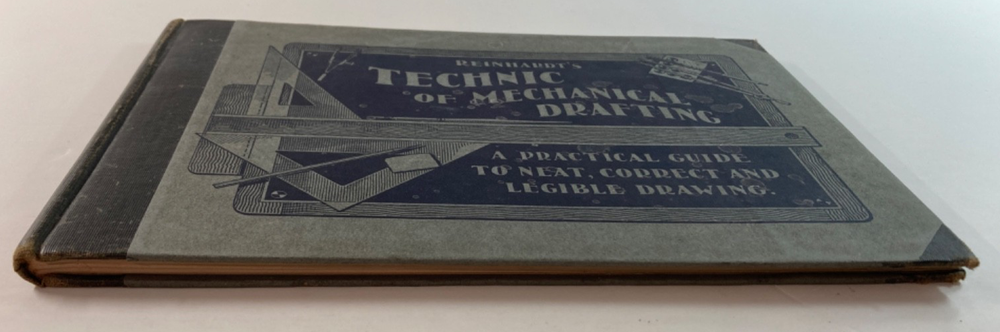 REINHARDT'S
TECHNIC
OF MECHANICAL
DRAFTING
A PRACTICAL GUIDE
TO NEAT, CORRECT AND
LEGIBLE DRAWING.